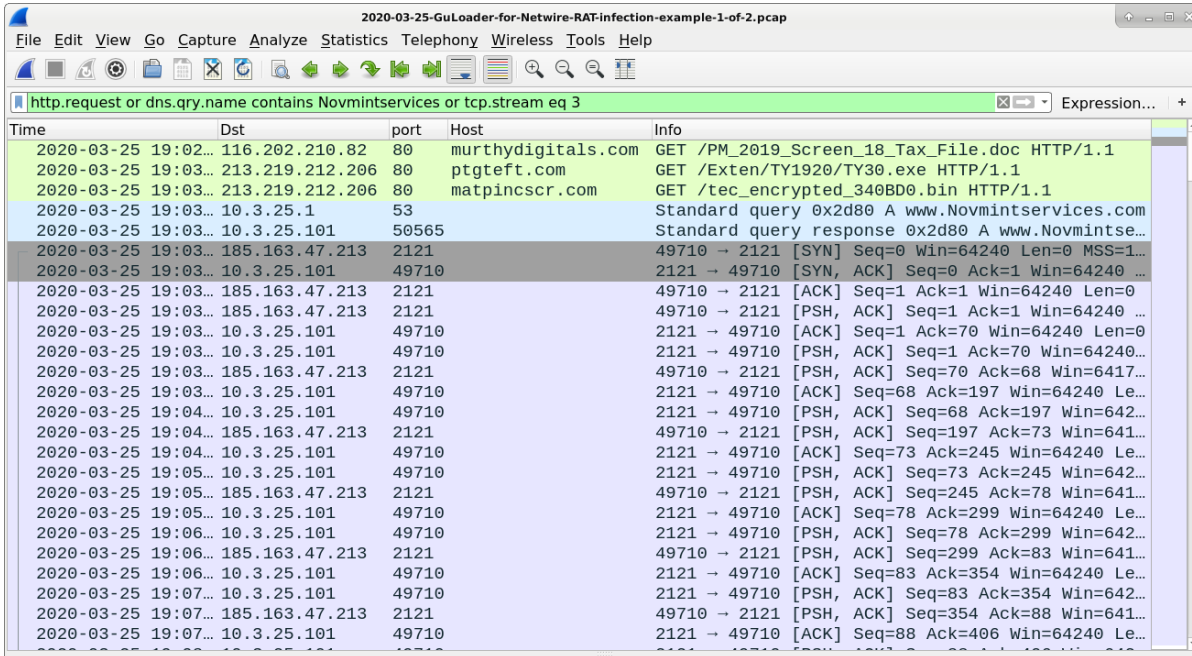 2020-03-25-GuLoader-for-Netwire-RAT-infection-example-1-of-2.pcap
File Edit View Go Capture Analyze Statistics Telephony Wireless Tools Help
http.request or dns.qry.name contains Novmintservices or tcp.stream eq 3 Expression… +
Time Dst port Host Info
2020-03-25 19:02… 116.202.210.82 80 murthydigitals.com GET /PM_2019_Screen_18_Tax_File.doc HTTP/1.1
2020-03-25 19:03… 213.219.212.206 80 ptgteft.com GET /Exten/TY1920/TY30.exe HTTP/1.1
2020-03-25 19:03… 213.219.212.206 80 matpincscr.com GET /tec_encrypted_340BD0.bin HTTP/1.1
2020-03-25 19:03… 10.3.25.1 53 Standard query 0x2d80 A www.Novmintservices.com
2020-03-25 19:03… 10.3.25.101 50565 Standard query response 0x2d80 A www.Novmintse…
2020-03-25 19:03… 185.163.47.213 2121 49710 → 2121 [SYN] Seq=0 Win=64240 Len=0 MSS=1…
2020-03-25 19:03… 10.3.25.101 49710 2121 → 49710 [SYN, ACK] Seq=0 Ack=1 Win=64240 …
2020-03-25 19:03… 185.163.47.213 2121 49710 → 2121 [ACK] Seq=1 Ack=1 Win=64240 Len=0
2020-03-25 19:03… 185.163.47.213 2121 49710 → 2121 [PSH, ACK] Seq=1 Ack=1 Win=64240 …
2020-03-25 19:03… 10.3.25.101 49710 2121 → 49710 [ACK] Seq=1 Ack=70 Win=64240 Len=0
2020-03-25 19:03… 10.3.25.101 49710 2121 → 49710 [PSH, ACK] Seq=1 Ack=70 Win=64240…
2020-03-25 19:03… 185.163.47.213 2121 49710 → 2121 [PSH, ACK] Seq=70 Ack=68 Win=6417…
2020-03-25 19:03… 10.3.25.101 49710 2121 → 49710 [ACK] Seq=68 Ack=197 Win=64240 Le…
2020-03-25 19:04… 10.3.25.101 49710 2121 → 49710 [PSH, ACK] Seq=68 Ack=197 Win=642…
2020-03-25 19:04… 185.163.47.213 2121 49710 → 2121 [PSH, ACK] Seq=197 Ack=73 Win=641…
2020-03-25 19:04… 10.3.25.101 49710 2121 → 49710 [ACK] Seq=73 Ack=245 Win=64240 Le…
2020-03-25 19:05… 10.3.25.101 49710 2121 → 49710 [PSH, ACK] Seq=73 Ack=245 Win=642…
2020-03-25 19:05… 185.163.47.213 2121 49710 → 2121 [PSH, ACK] Seq=245 Ack=78 Win=641…
2020-03-25 19:05… 10.3.25.101 49710 2121 → 49710 [ACK] Seq=78 Ack=299 Win=64240 Le…
2020-03-25 19:06… 10.3.25.101 49710 2121 → 49710 [PSH, ACK] Seq=78 Ack=299 Win=642…
2020-03-25 19:06… 185.163.47.213 2121 49710 → 2121 [PSH, ACK] Seq=299 Ack=83 Win=641…
2020-03-25 19:06… 10.3.25.101 49710 2121 → 49710 [ACK] Seq=83 Ack=354 Win=64240 Le…
2020-03-25 19:07… 10.3.25.101 49710 2121 → 49710 [PSH, ACK] Seq=83 Ack=354 Win=642…
2020-03-25 19:07… 185.163.47.213 2121 49710 → 2121 [PSH, ACK] Seq=354 Ack=88 Win=641…
2020-03-25 19:07… 10.3.25.101 49710 2121 → 49710 [ACK] Seq=88 Ack=406 Win=64240 Le…